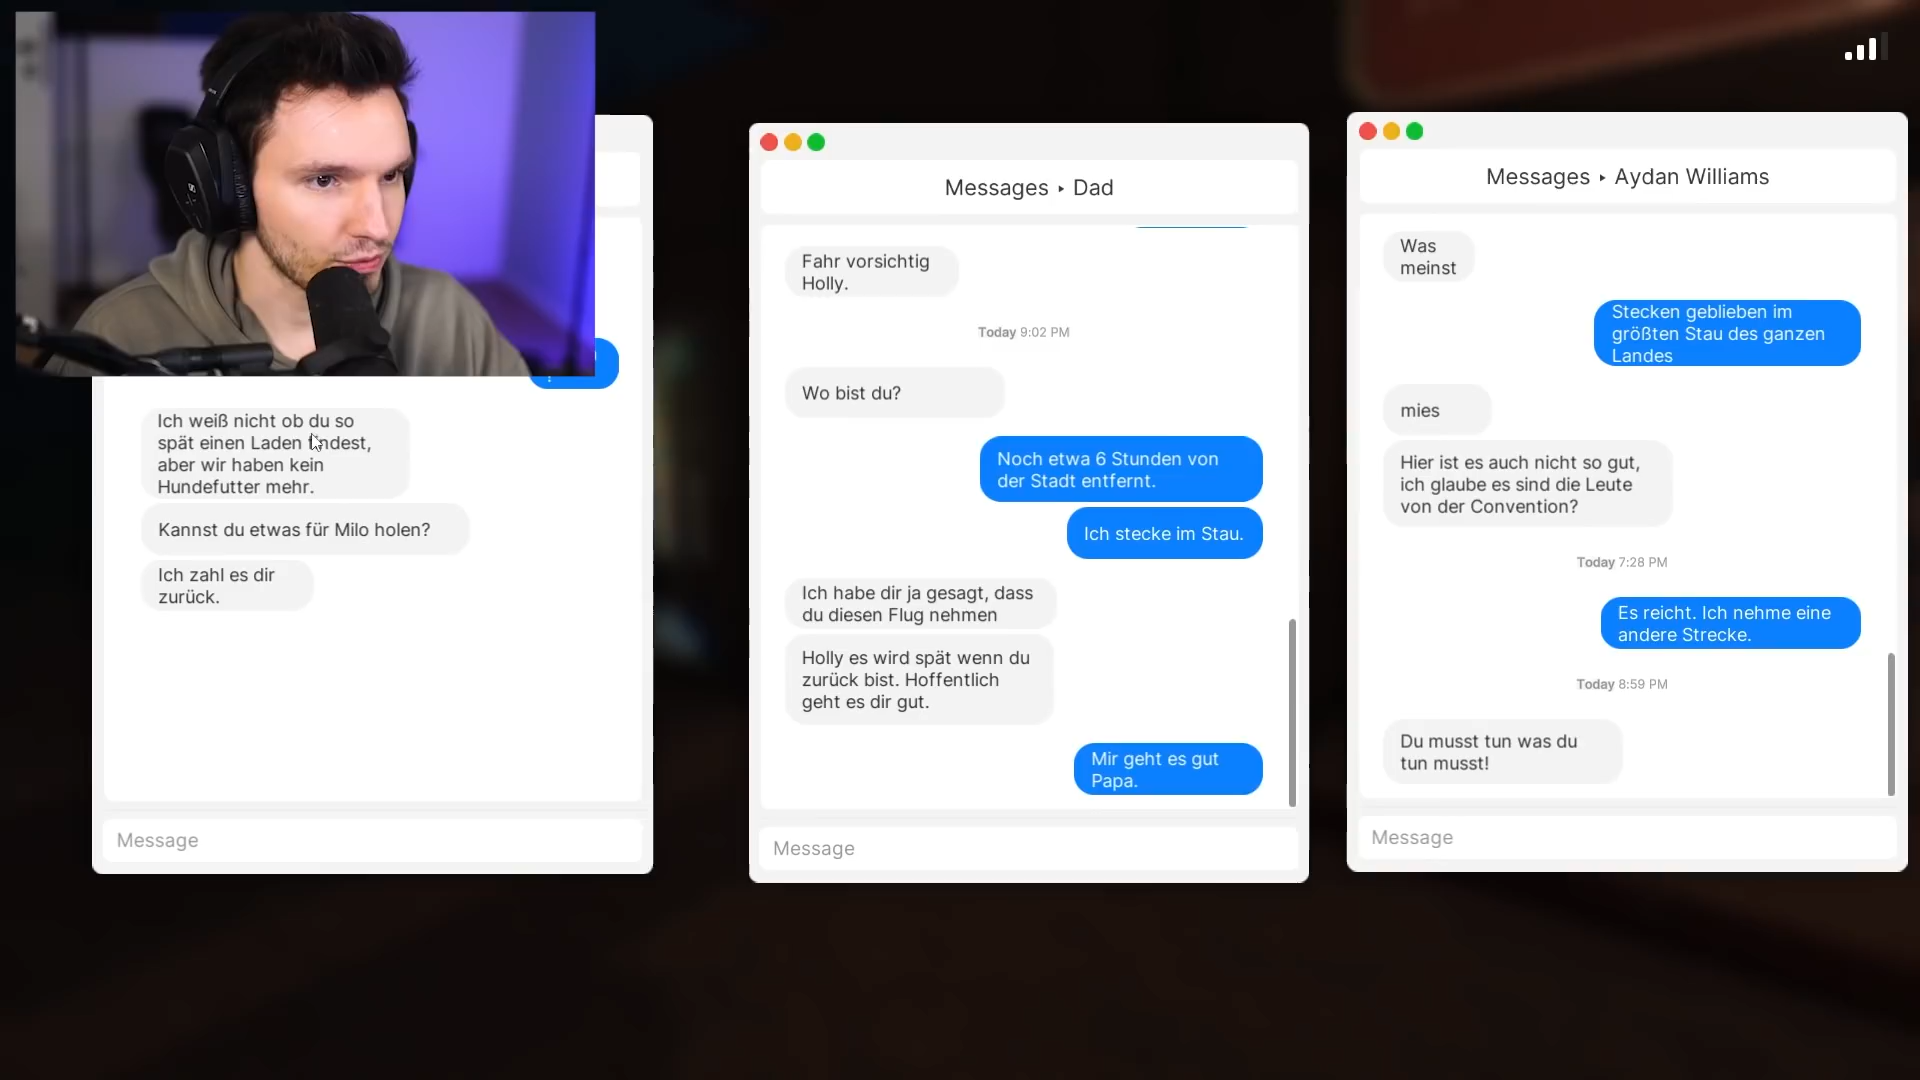 Ich weiß nicht ob du so
spät einen Laden findest,
aber wir haben kein
Hundefutter mehr.
Kannst du etwas für Milo holen?
Ich zahl es dir
zurück.
Message
Messages ▸ Dad
Fahr vorsichtig
Holly.
Today 9:02 PM
Wo bist du?
Noch etwa 6 Stunden von
der Stadt entfernt.
Ich stecke im Stau.
Ich habe dir ja gesagt, dass
du diesen Flug nehmen
Holly es wird spät wenn du
zurück bist. Hoffentlich
geht es dir gut.
Mir geht es gut
Papa.
Message
Messages ▸ Aydan Williams
Was
meinst
Stecken geblieben im
größten Stau des ganzen
Landes
mies
Hier ist es auch nicht so gut,
ich glaube es sind die Leute
von der Convention?
Today 7:28 PM
Es reicht. Ich nehme eine
andere Strecke.
Today 8:59 PM
Du musst tun was du
tun musst!
Message